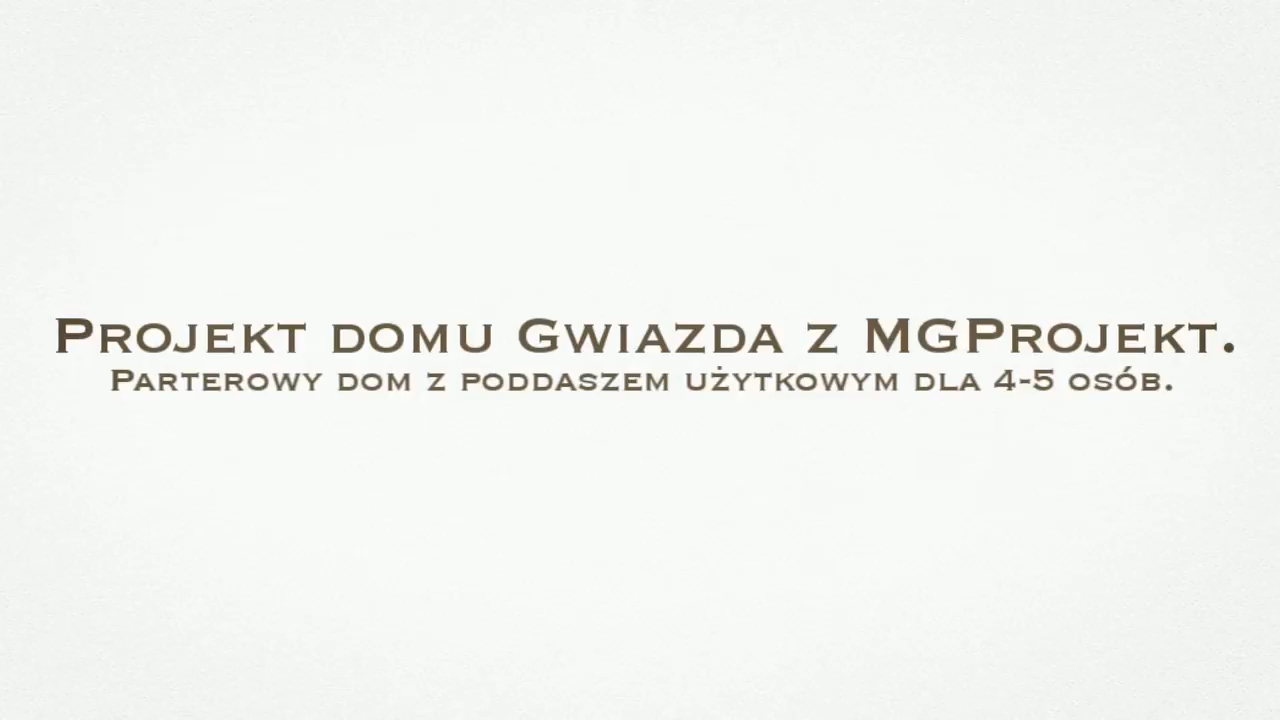 Projekt domu Gwiazda z MGProjekt.
Parterowy dom z poddaszem użytkowym dla 4-5 osób.